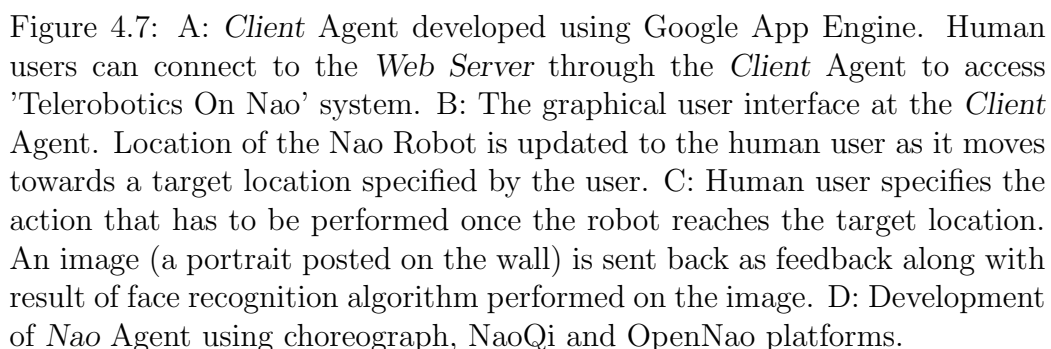 Figure 4.7: A: Client Agent developed using Google App Engine. Human
users can connect to the Web Server through the Client Agent to access
'Telerobotics On Nao' system. B: The graphical user interface at the Client
Agent. Location of the Nao Robot is updated to the human user as it moves
towards a target location specified by the user. C: Human user specifies the
action that has to be performed once the robot reaches the target location.
An image (a portrait posted on the wall) is sent back as feedback along with
result of face recognition algorithm performed on the image. D: Development
of Nao Agent using choreograph, NaoQi and OpenNao platforms.